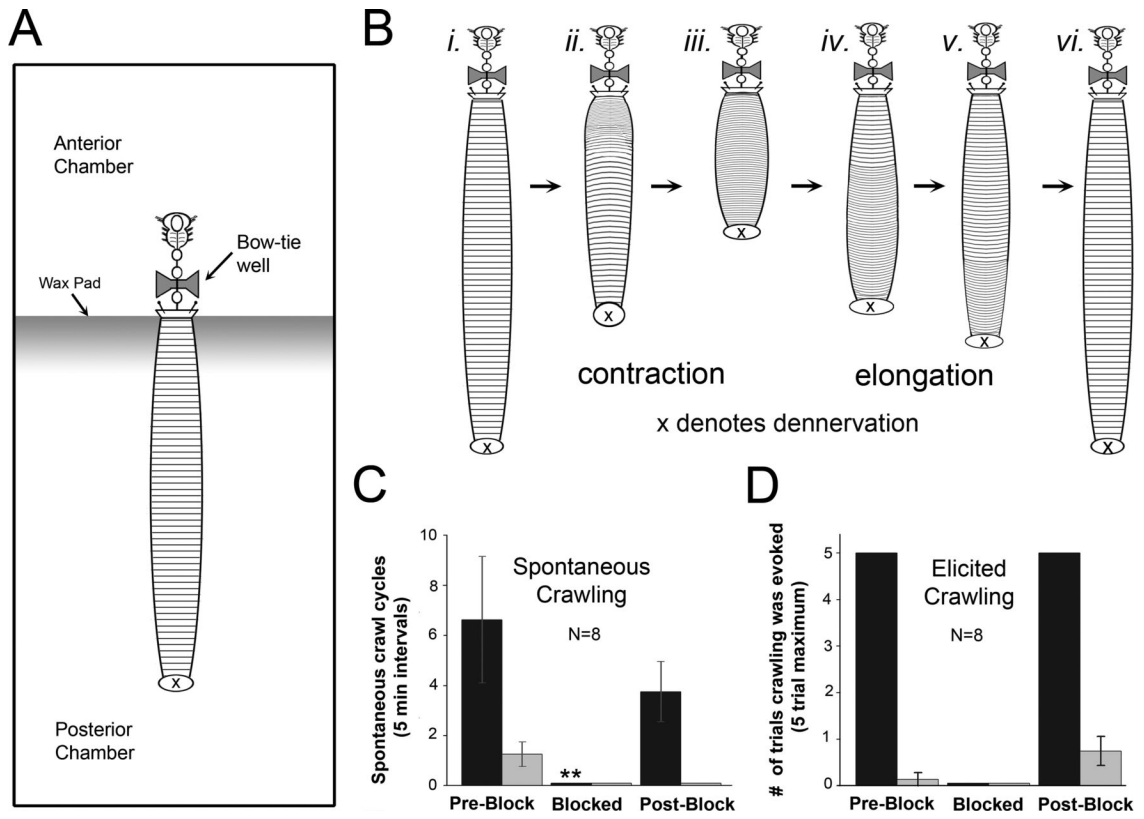 A
Anterior
Chamber
Bow-tie
well
Wax Pad
x
Posterior
Chamber
B
i.
ii.
iii.
iv.
v.
vi.
x
x
x
x
x
x
contraction
elongation
x denotes dennervation
C
Spontaneous crawl cycles
(5 min intervals)
10
8
6
4
2
0
Spontaneous
Crawling
N=8
**
Pre-Block
Blocked
Post-Block
D
# of trials crawling was evoked
(5 trial maximum)
5
4
3
2
1
0
Elicited
Crawling
N=8
Pre-Block
Blocked
Post-Block